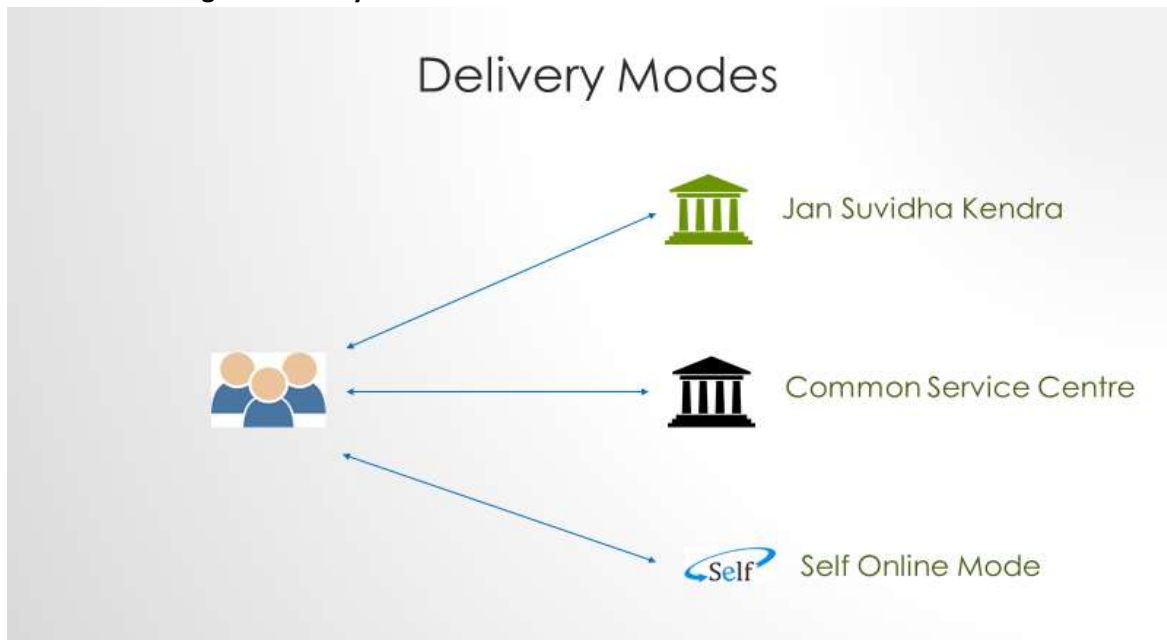 Delivery Modes
Jan Suvidha Kendra
Common Service Centre
Self
Self Online Mode